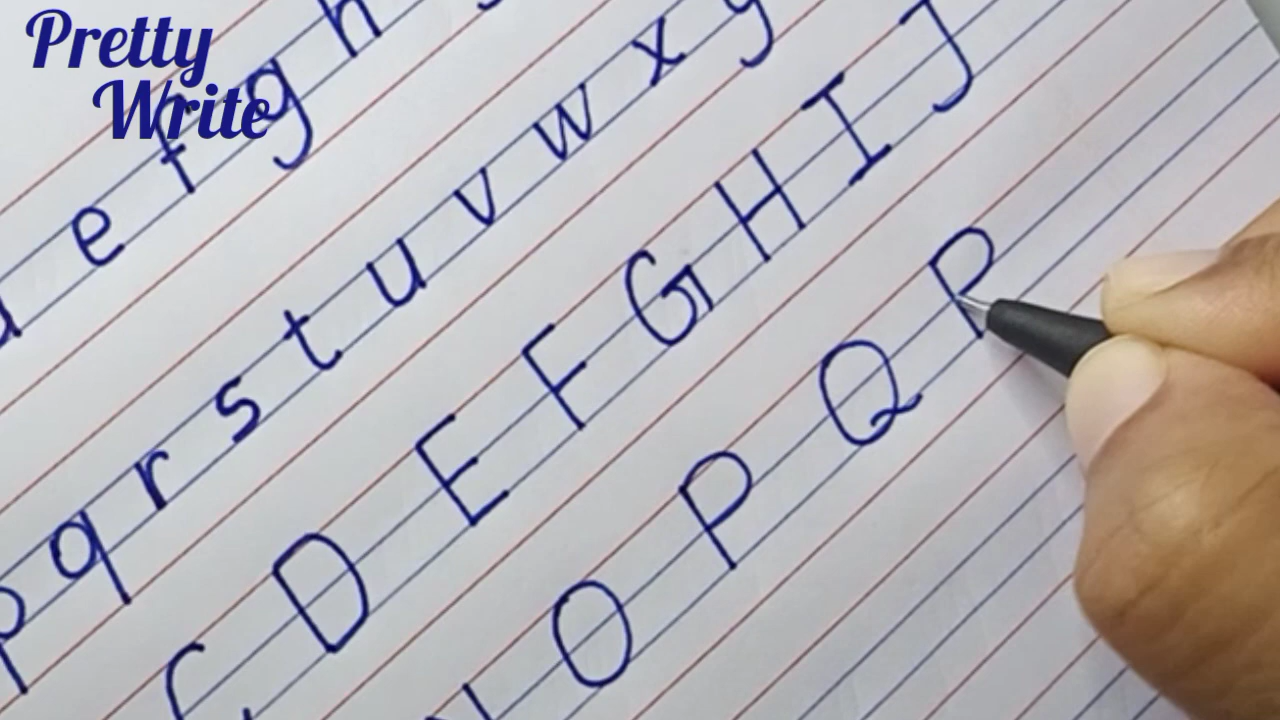 Pretty
Write
d e f g h
p q r s t u v w x y
C D E F G H I J
N O P Q R